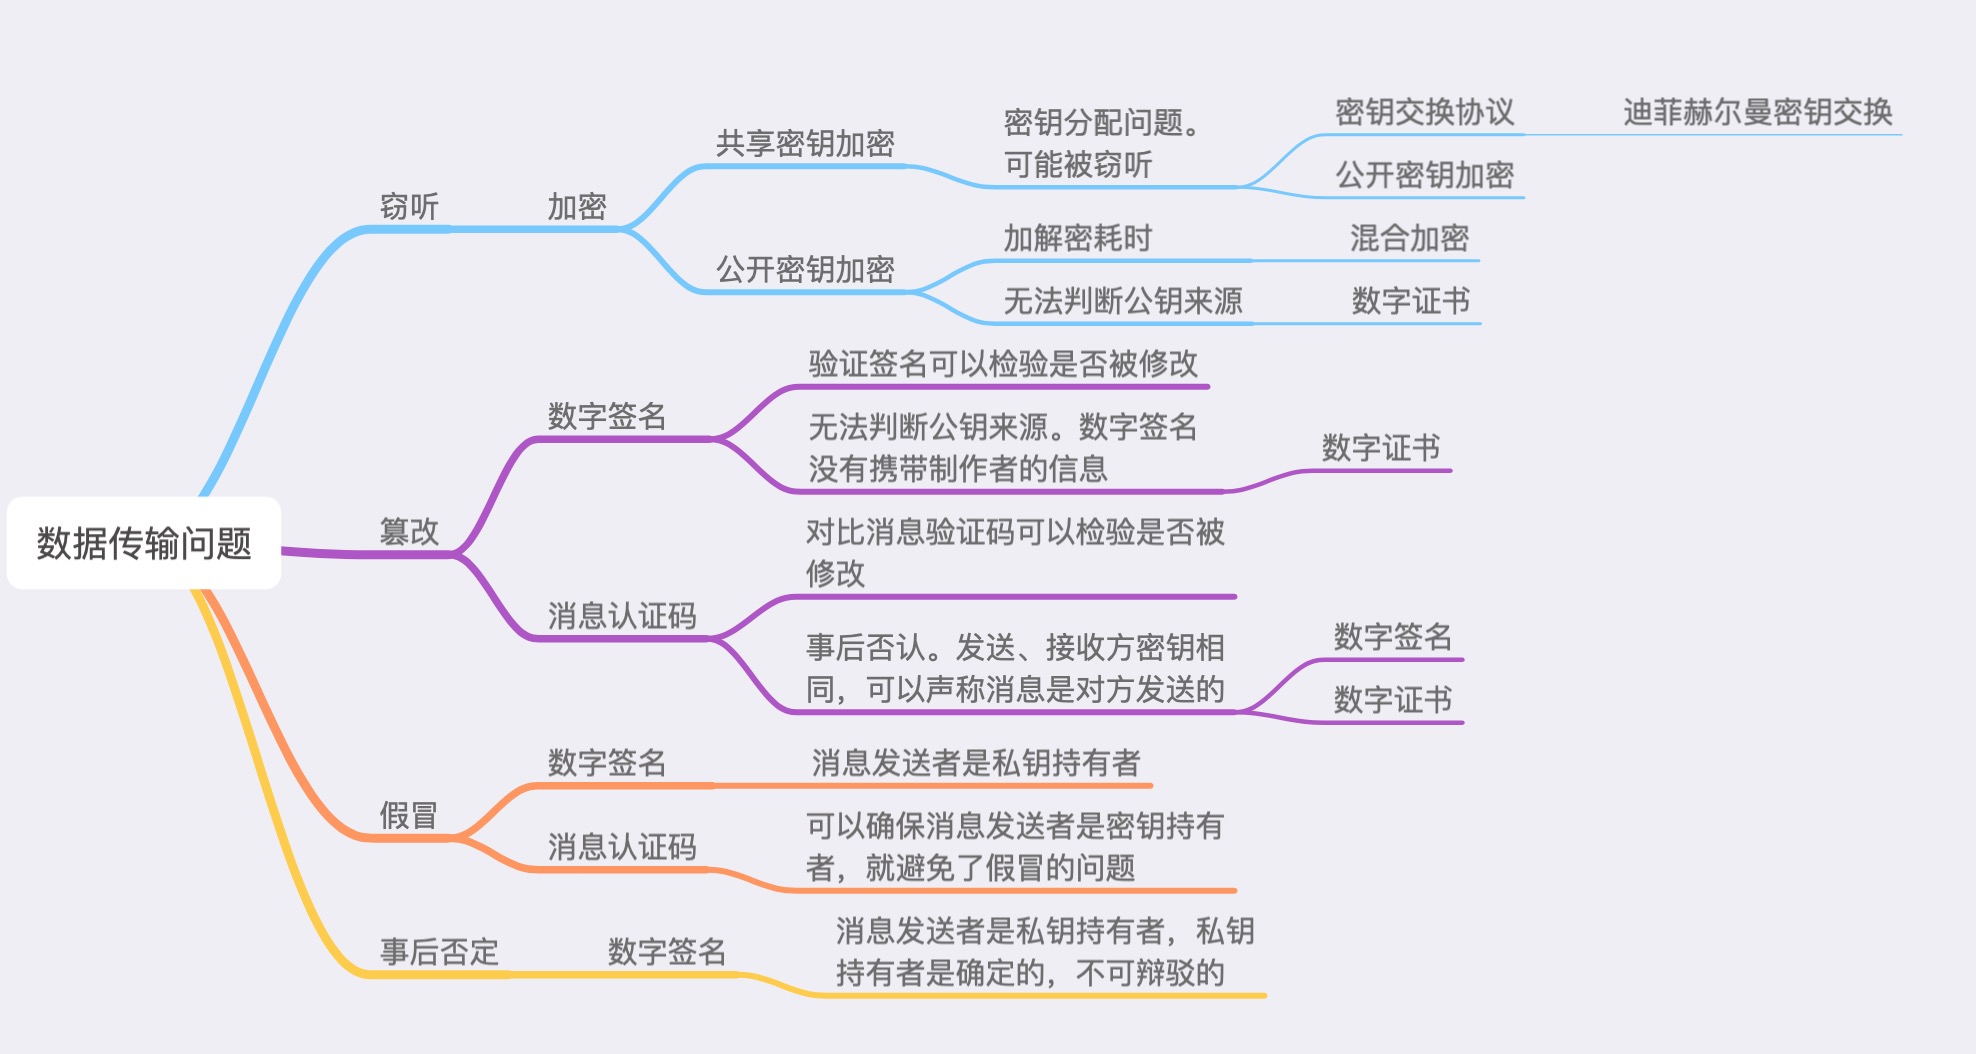 数据传输问题
窃听
加密
共享密钥加密
密钥分配问题。
可能被窃听
密钥交换协议
迪菲赫尔曼密钥交换
公开密钥加密
公开密钥加密
加解密耗时
混合加密
无法判断公钥来源
数字证书
篡改
数字签名
验证签名可以检验是否被修改
无法判断公钥来源。数字签名
没有携带制作者的信息
数字证书
消息认证码
对比消息验证码可以检验是否被
修改
事后否认。发送、接收方密钥相
同，可以声称消息是对方发送的
数字签名
数字证书
假冒
数字签名
消息发送者是私钥持有者
消息认证码
可以确保消息发送者是密钥持有
者，就避免了假冒的问题
事后否定
数字签名
消息发送者是私钥持有者，私钥
持有者是确定的，不可辩驳的